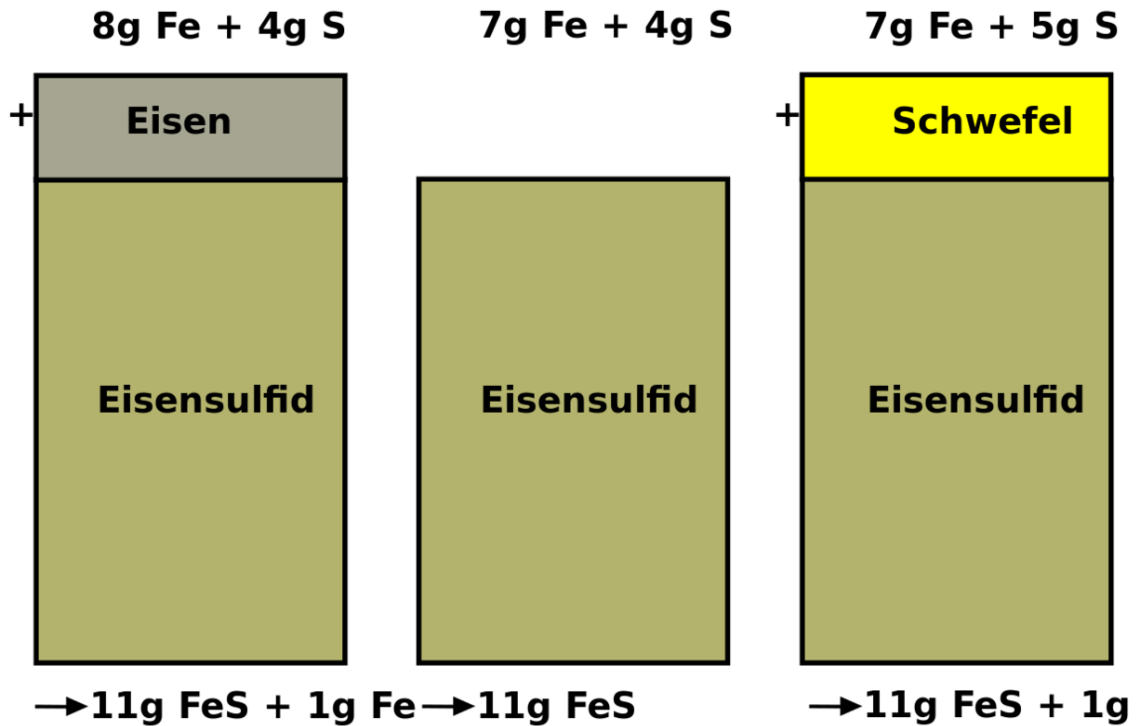 8g Fe + 4g S
7g Fe + 4g S
7g Fe + 5g S
+
Eisen
+
Schwefel
Eisensulfid
Eisensulfid
Eisensulfid
→11g FeS + 1g Fe
→11g FeS
→11g FeS + 1g